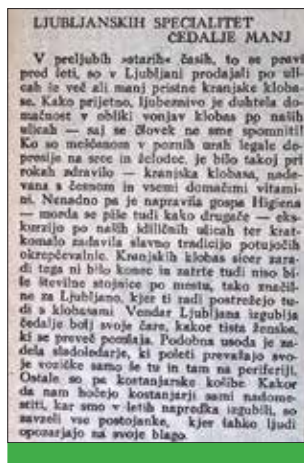 LJUBLJANSKIH SPECIALITET
ČEDALJE MANJ
V preljubih »starih« časih, to se pravi
pred leti, so v Ljubljani prodajali po uli-
cah še več ali manj pristne kranjske kloba-
se. Kako prijetno, ljubeznivo je duhtela do-
mačnost v obliki vonjav klobas po naših
ulicah — saj se človek ne sme spomniti!
Ko so meščanom v poznih urah legale de-
presije na srce in želodec, je bilo takoj pri
rokah zdravilo — kranjska klobasa, nade-
vana s česnom in vsemi domačimi vitami-
ni. Nenadno pa je napravila gospa Higiena
— morda se piše tudi kako drugače — eks-
kurzijo po naših idiličnih ulicah ter krat-
komalo zadavila slavno tradicijo potujočih
okrepčevalnic. Kranjskih klobas sicer zara-
di tega ni bilo konec in zatrte tudi niso bi-
le številne stojnice po mestu, tako značil-
ne za Ljubljano, kjer ti radi postrežejo tu-
di s klobasami. Vendar Ljubljana izgublja
čedalje bolj svoje čare, kakor tista ženska,
ki se preveč pomlaja. Podobna usoda je za-
dela sladoledarje, ki poleti prevažajo svo-
je vozičke samo še tu in tam na periferiji.
Ostale so pa kostanjarske kolibe. Kakor
da nam hočejo kostanjarji sami nadome-
stiti, kar smo v letih napredka izgubili, so
zavzeli vse postojanke, kjer lahko ljudi
opozarjajo na svoje blago.